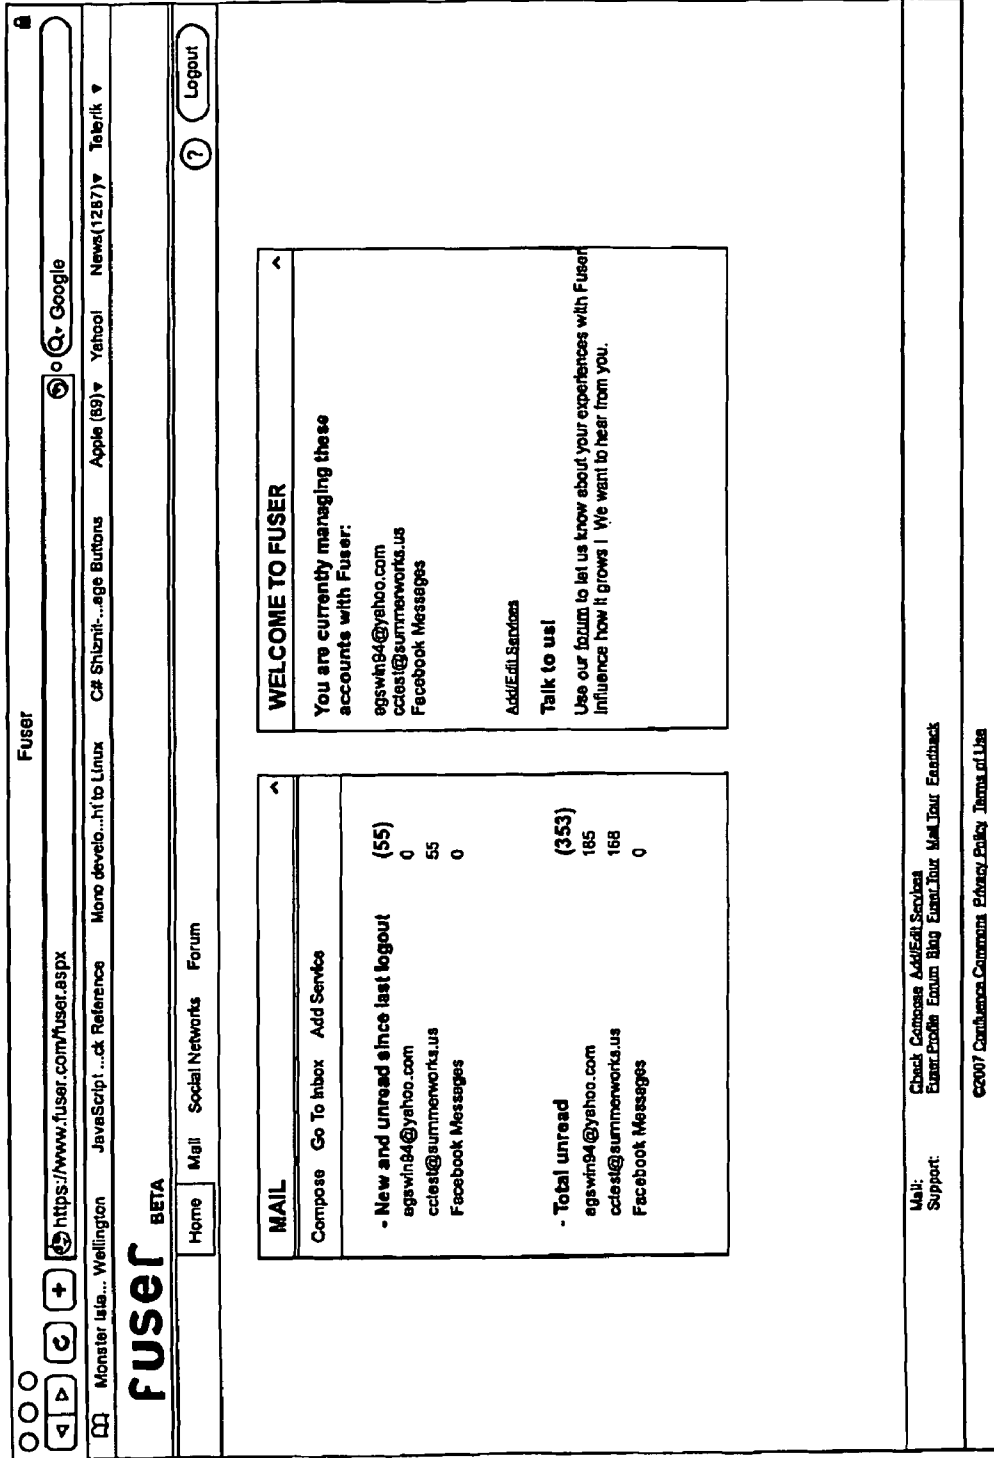 Fuser
https://www.fuser.com/fuser.aspx
Google
Monster Isla... Wellington JavaScript ...ck Reference Mono develo...ht to Linux C# Shiznit-...age Buttons Apple (69) Yahoo! News(1287) Telerik
fuser BETA
Home Mail Social Networks Forum ? Logout
MAIL
Compose Go To Inbox Add Service
- New and unread since last logout (55)
agswin94@yahoo.com 0
cctest@summerworks.us 55
Facebook Messages 0
- Total unread (353)
agswin94@yahoo.com 185
cctest@summerworks.us 168
Facebook Messages 0
WELCOME TO FUSER
You are currently managing these
accounts with Fuser:
agswin94@yahoo.com
cctest@summerworks.us
Facebook Messages
Add/Edit Services
Talk to us!
Use our forum to let us know about your experiences with Fuser
Influence how it grows ! We want to hear from you.
Mail: Check Compose Add/Edit Services
Support: Fuser Profile Forum Blog Fuser Tour Mail Tour Feedback
©2007 Confluence Commons Privacy Policy Terms of Use